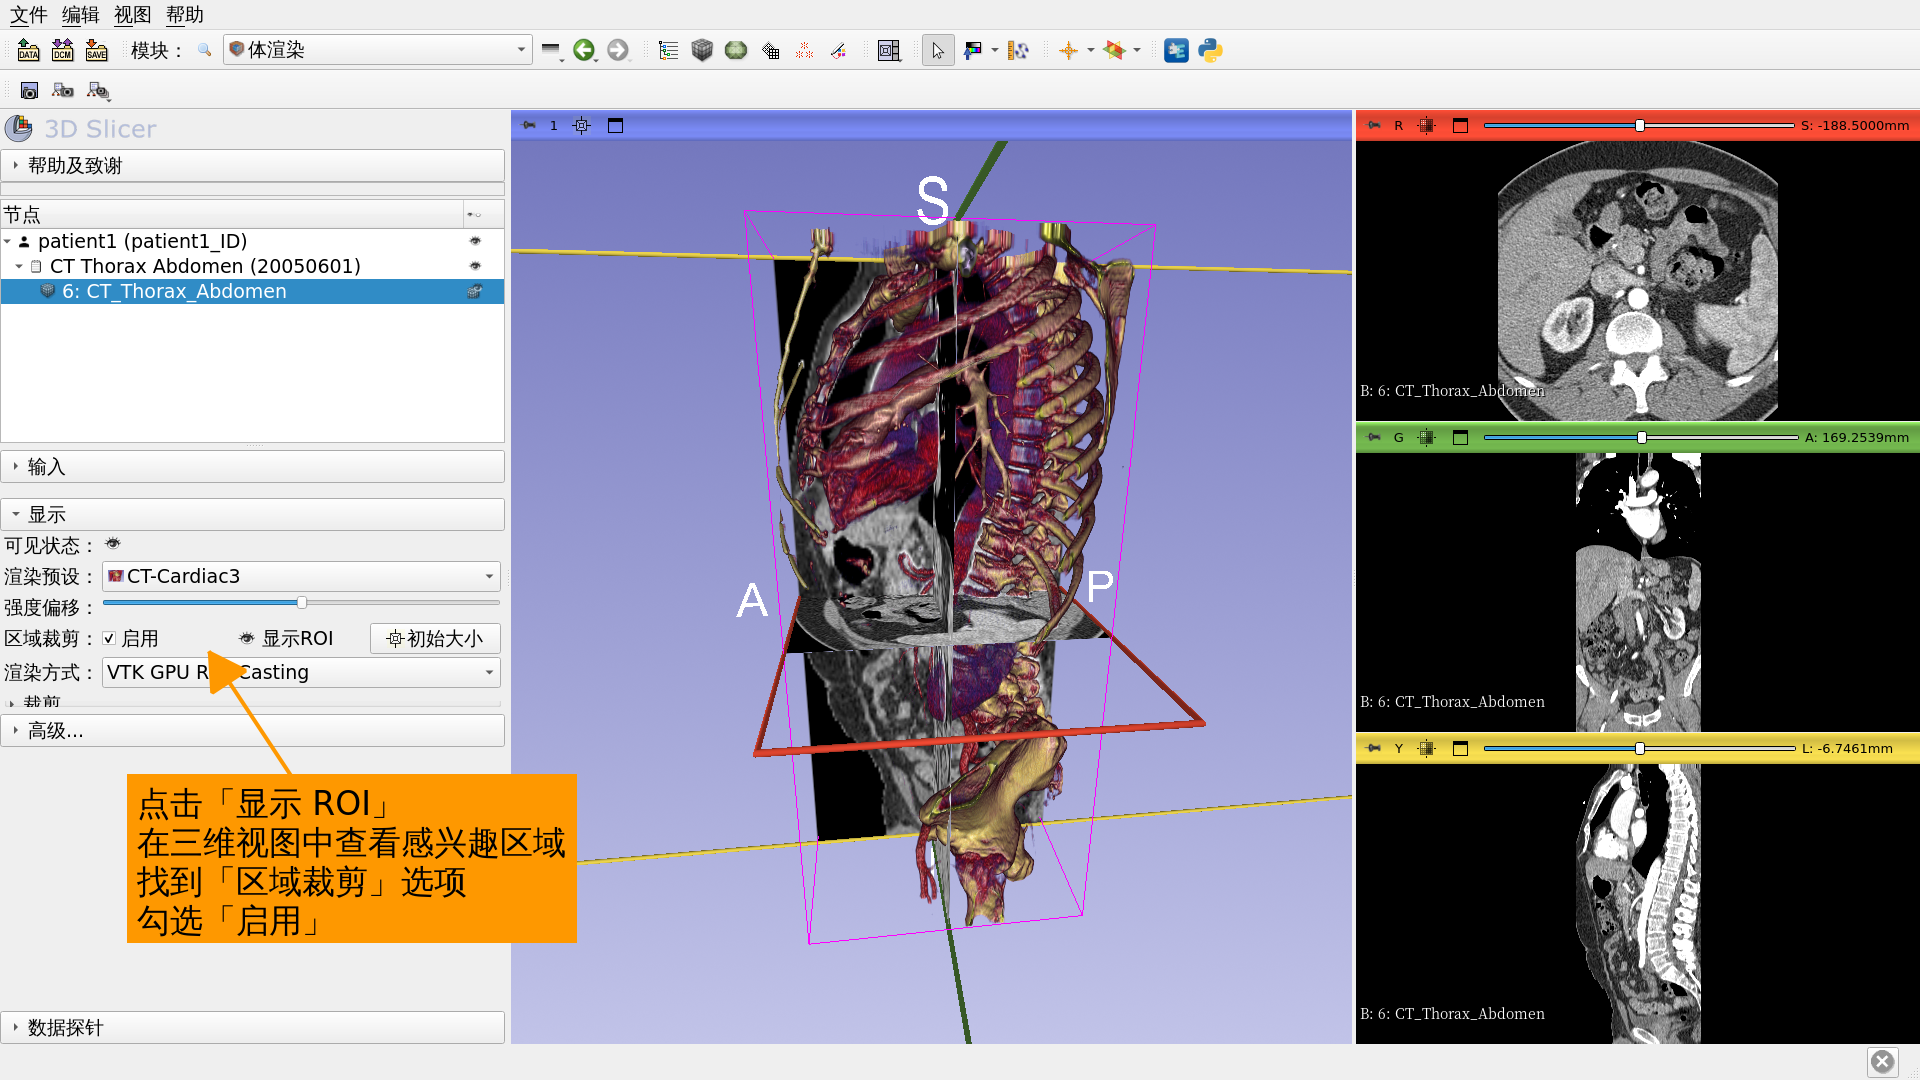 文件 编辑 视图 帮助
DATA DCM SAVE 模块： 体渲染
3D Slicer
帮助及致谢
节点
patient1 (patient1_ID)
CT Thorax Abdomen (20050601)
6: CT_Thorax_Abdomen
输入
显示
可见状态：
渲染预设： CT-Cardiac3
强度偏移：
区域裁剪： 启用 显示ROI 初始大小
渲染方式： VTK GPU R Casting
裁剪
高级...
点击「显示 ROI」
在三维视图中查看感兴趣区域
找到「区域裁剪」选项
勾选「启用」
数据探针
1
S
A
P
R S: -188.5000mm
B: 6: CT_Thorax_Abdomen
G A: 169.2539mm
B: 6: CT_Thorax_Abdomen
Y L: -6.7461mm
B: 6: CT_Thorax_Abdomen